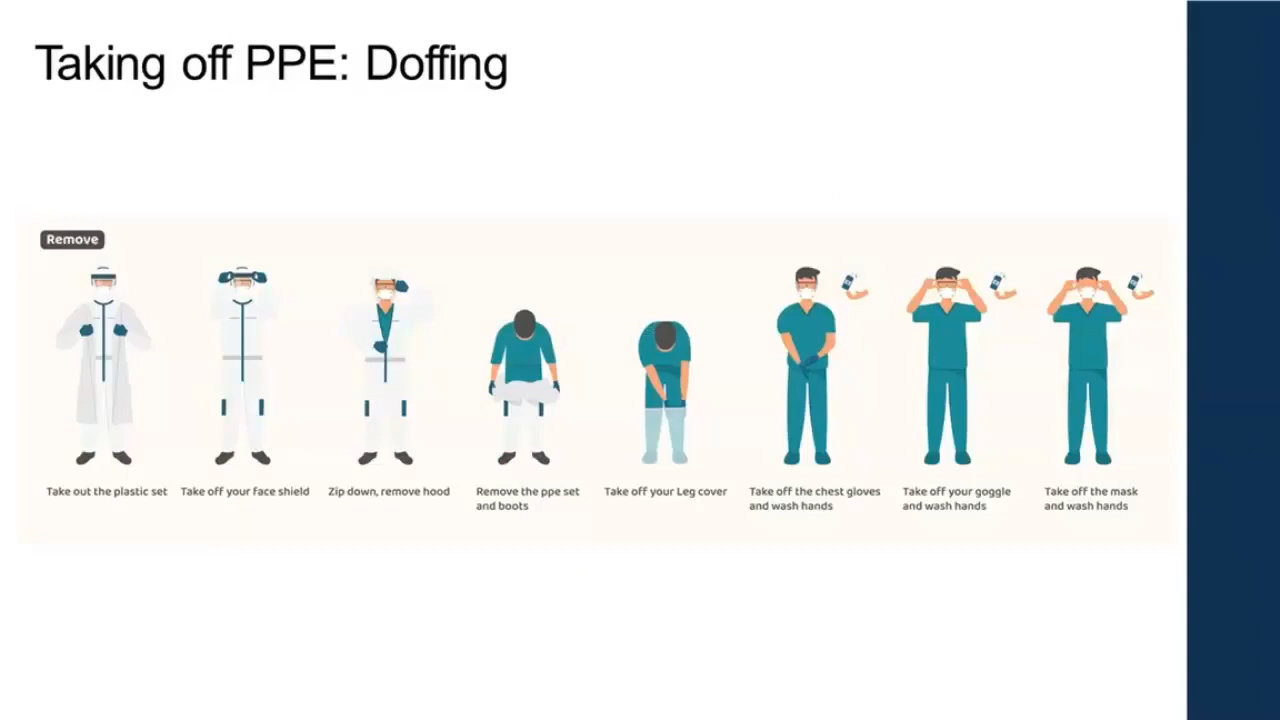 Taking off PPE: Doffing
Remove
Take out the plastic set
Take off your face shield
Zip down, remove hood
Remove the ppe set
and boots
Take off your Leg cover
Take off the chest gloves
and wash hands
Take off your goggle
and wash hands
Take off the mask
and wash hands